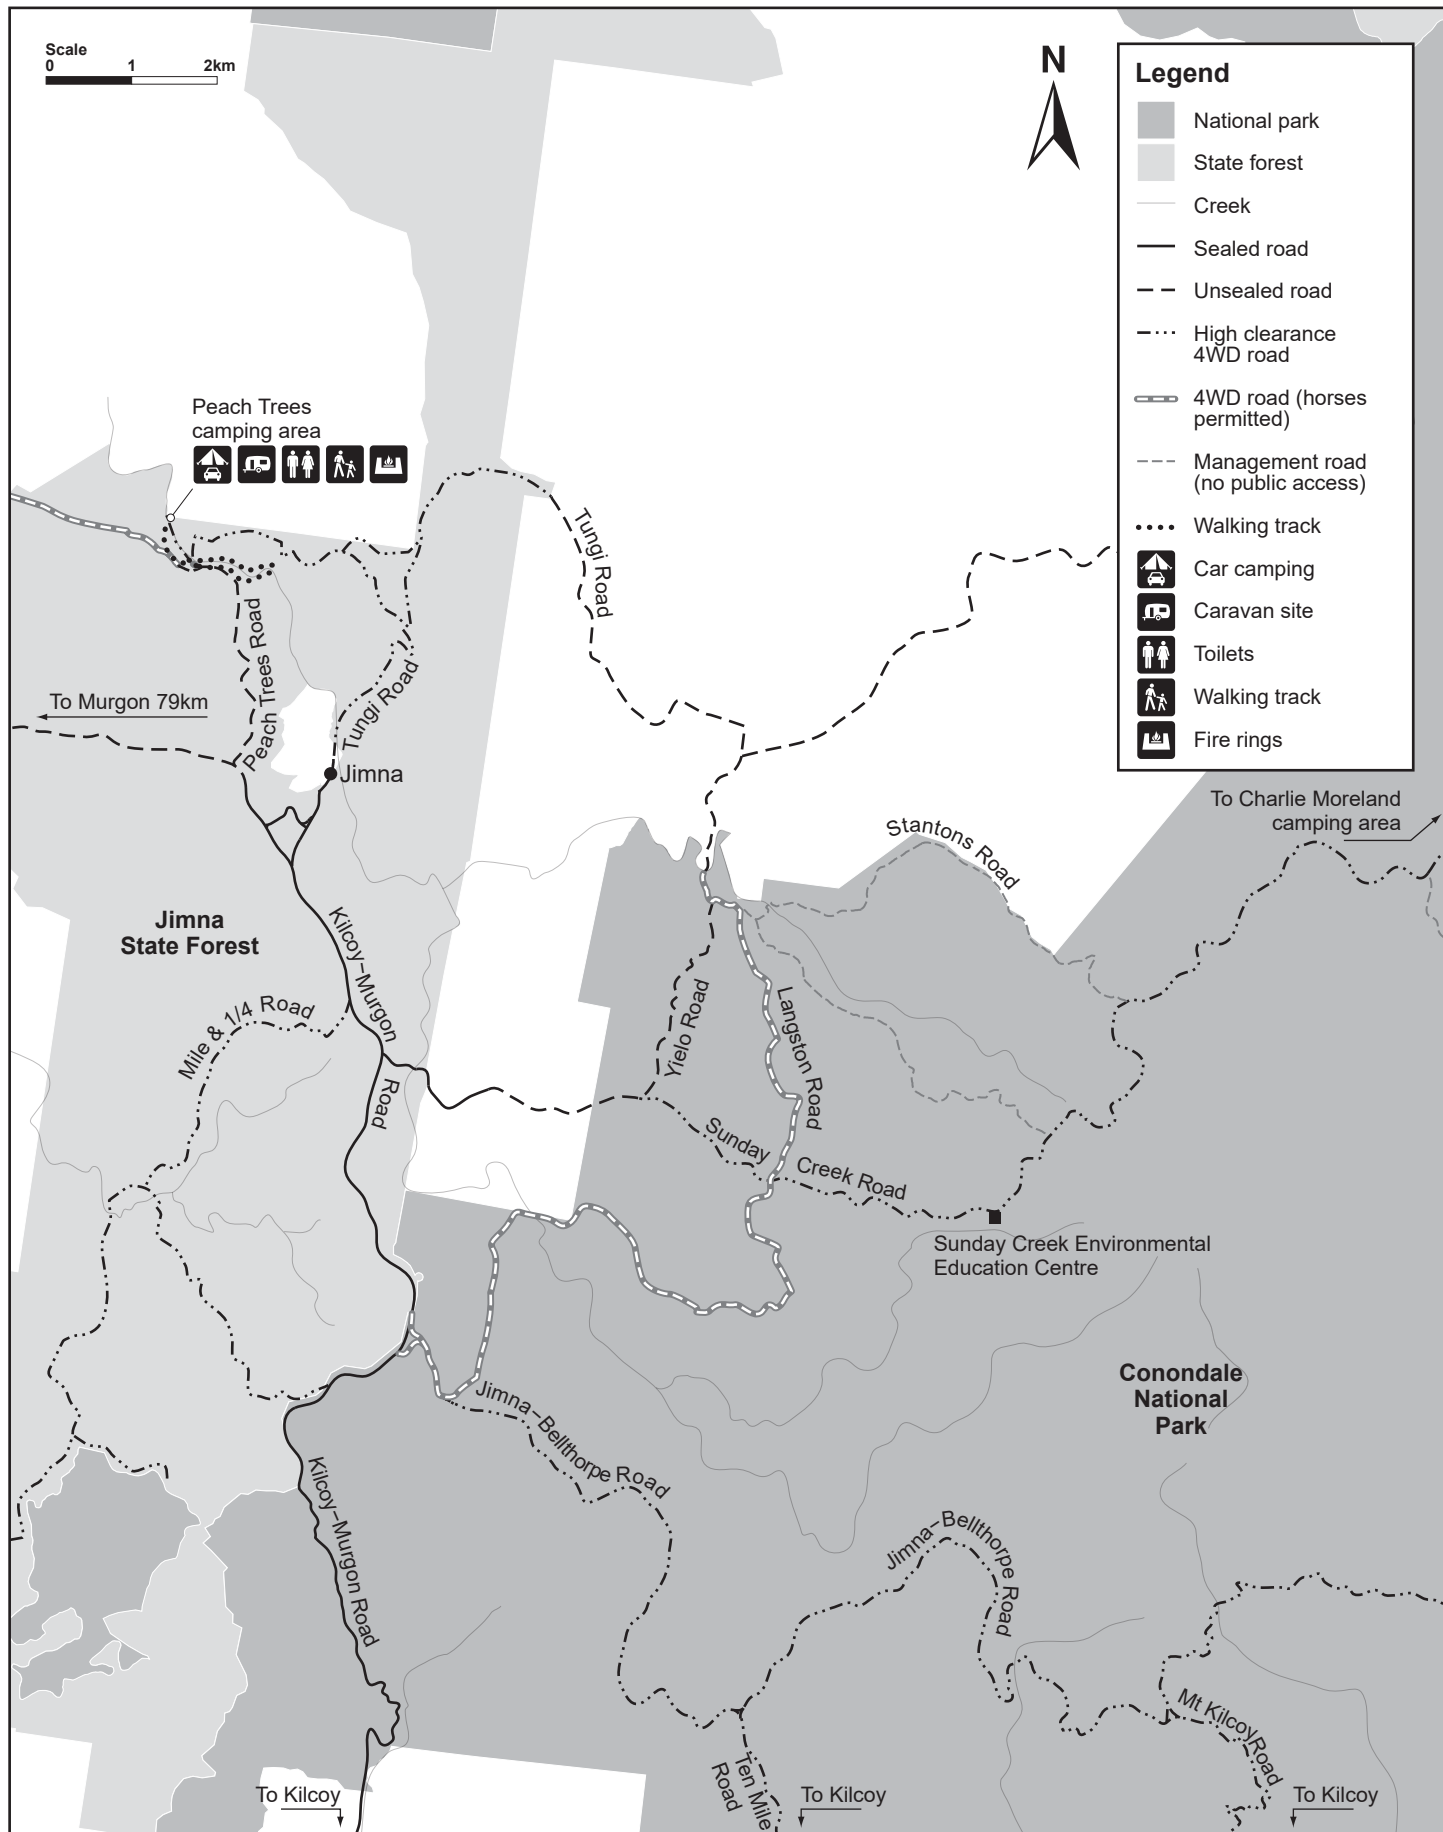 Scale
0 1 2km
N
Legend
National park
State forest
Creek
Sealed road
Unsealed road
High clearance
4WD road
4WD road (horses
permitted)
Management road
(no public access)
Walking track
Car camping
Caravan site
Toilets
Walking track
Fire rings
Peach Trees
camping area
Tungi Road
Peach Trees Road
To Murgon 79km
Tungi Road
Jimna
To Charlie Moreland
camping area
Stantons Road
Jimna
State Forest
Kilcoy–Murgon
Road
Mile & 1/4 Road
Yielo Road
Langston Road
Sunday
Creek Road
Sunday Creek Environmental
Education Centre
Conondale
National
Park
Jimna–Bellthorpe Road
Kilcoy–Murgon Road
Jimna–Bellthorpe Road
Mt Kilcoy Road
Ten Mile
Road
To Kilcoy
To Kilcoy
To Kilcoy